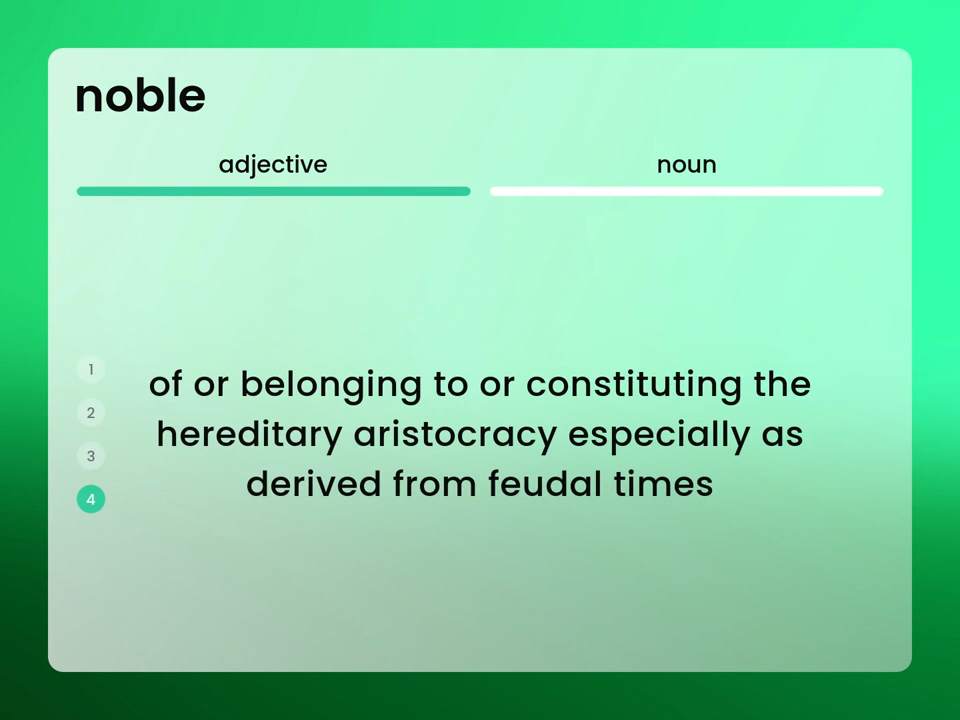 noble
adjective noun
1
2
3
4
of or belonging to or constituting the
hereditary aristocracy especially as
derived from feudal times